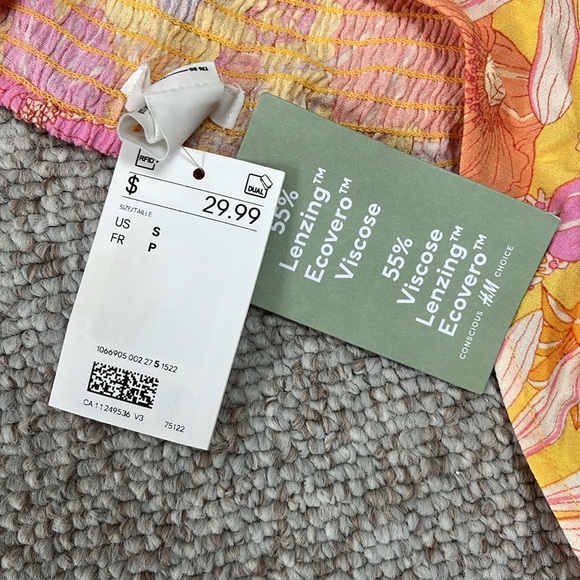 RFID
DUAL
$ 29.99
SIZE/TAILLE
US S
FR P
1066905 002 27 5 1522
CA 11249536 V3 75122
55%
Lenzing™
Ecovero™
Viscose
55%
Viscose
Lenzing™
Ecovero™
CONSCIOUS H&M CHOICE